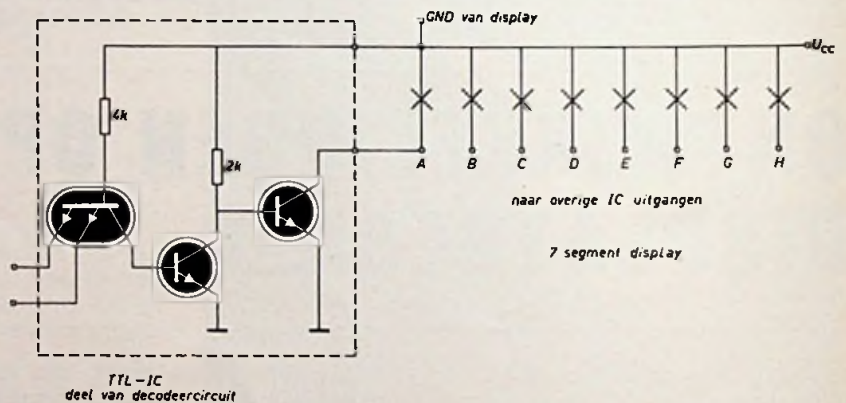 GND van display
Ucc
4k
2k
A B C D E F G H
naar overige IC uitgangen
7 segment display
TTL-IC
deel van decodeercircuit